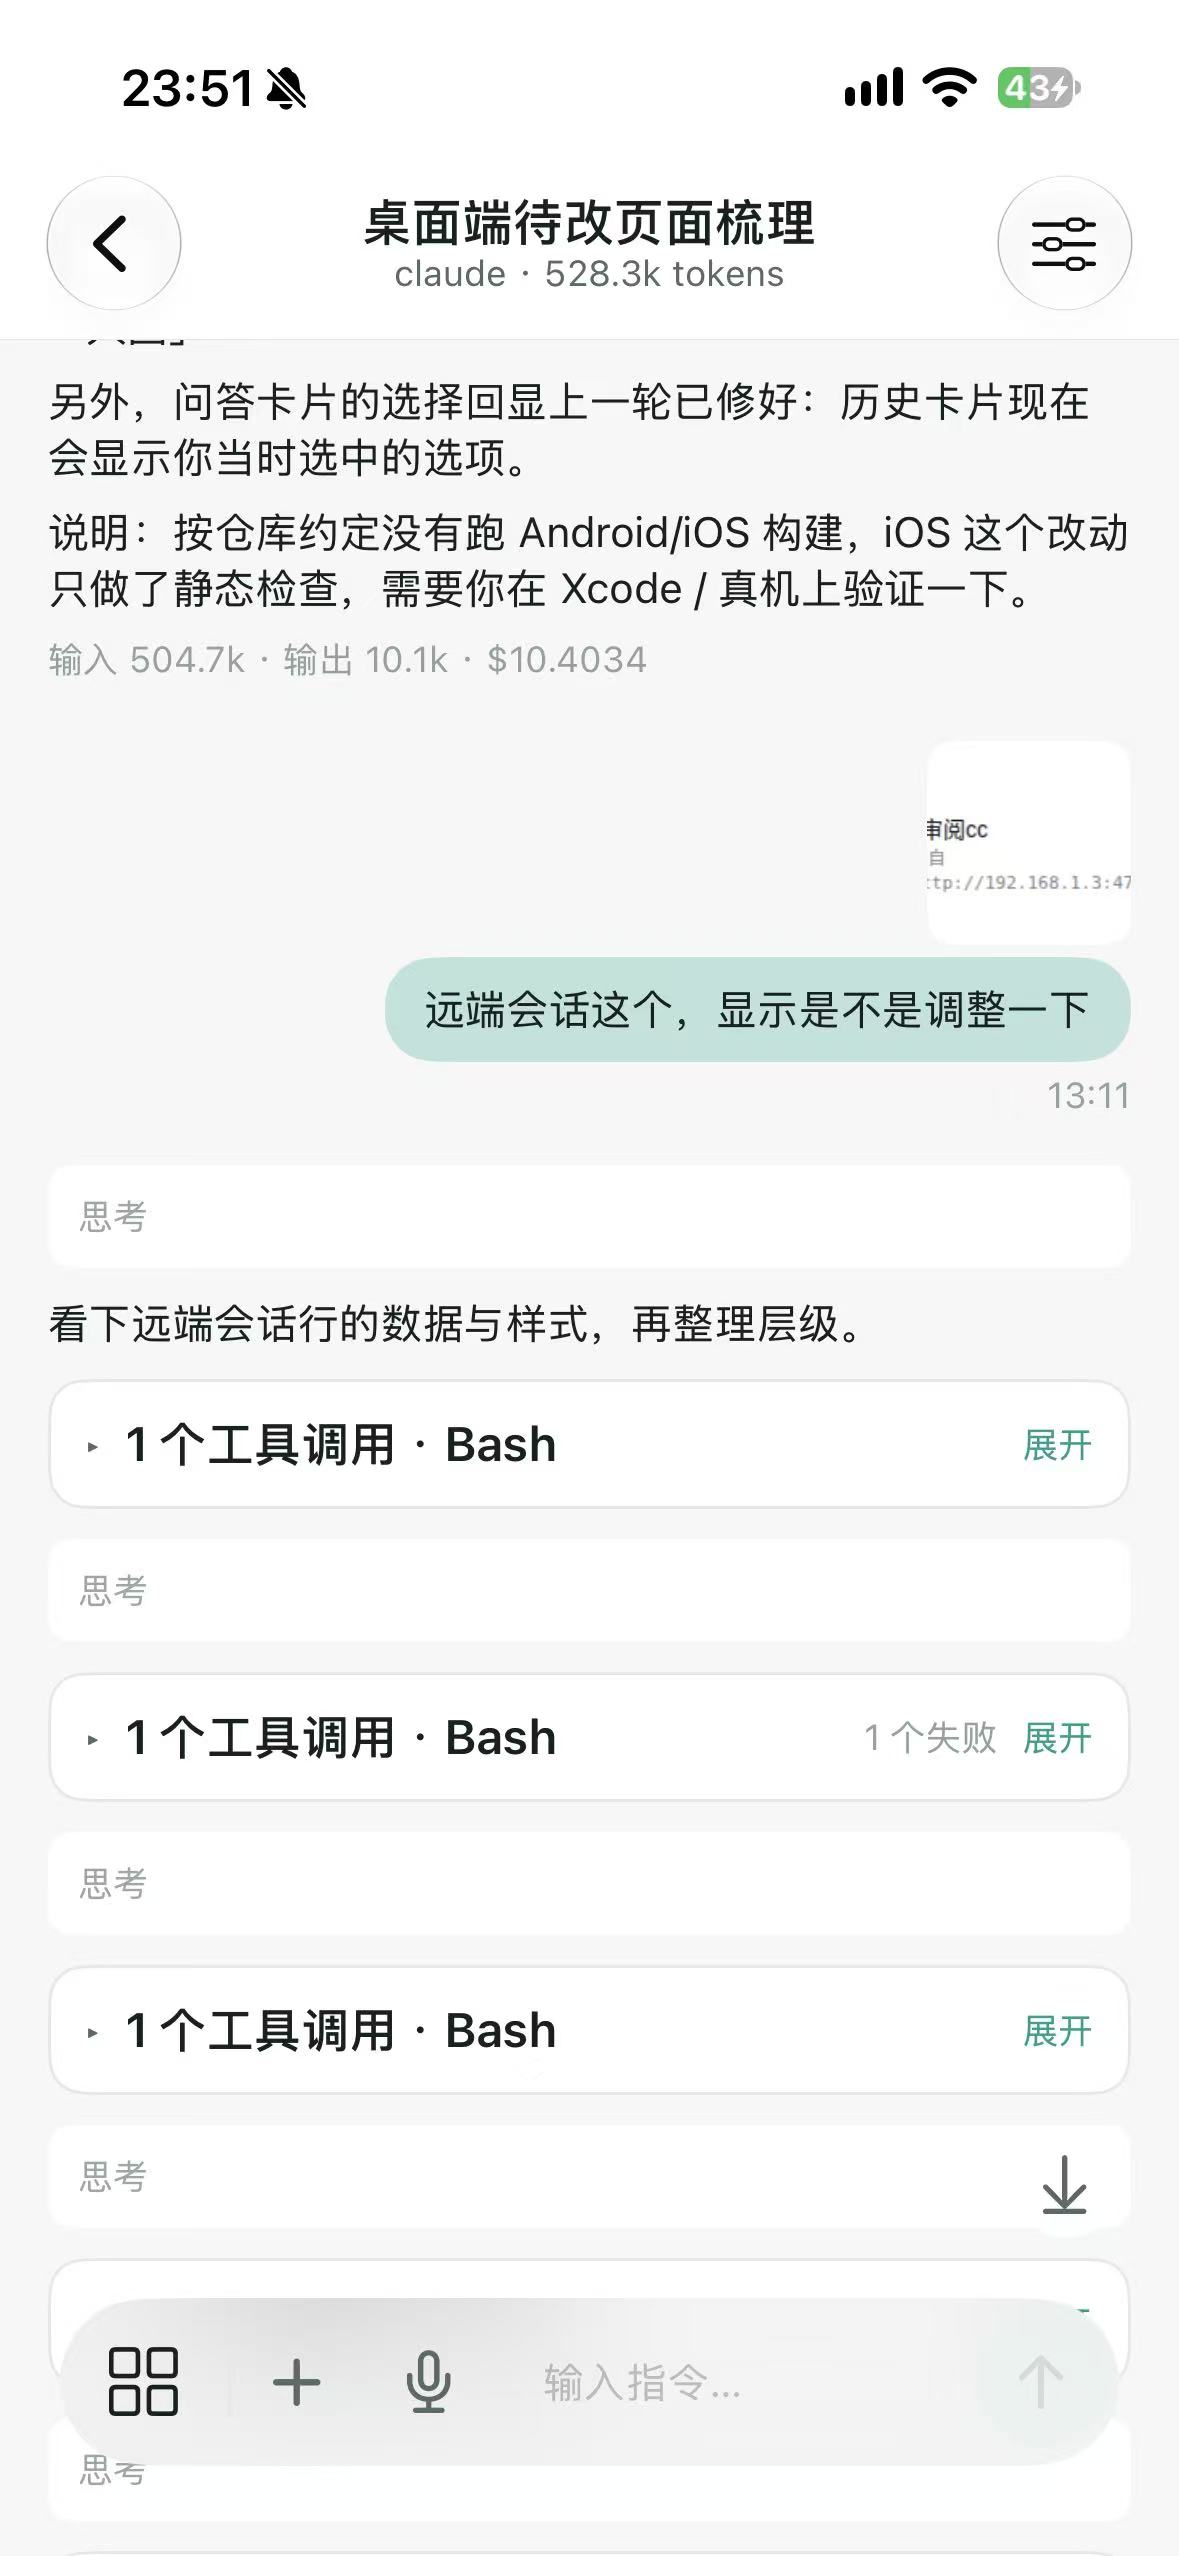 23:51
43
桌面端待改页面梳理
claude · 528.3k tokens
另外，问答卡片的选择回显上一轮已修好：历史卡片现在
会显示你当时选中的选项。
说明：按仓库约定没有跑 Android/iOS 构建，iOS 这个改动
只做了静态检查，需要你在 Xcode / 真机上验证一下。
输入 504.7k · 输出 10.1k · $10.4034
审阅cc
自
ttp://192.168.1.3:47
远端会话这个，显示是不是调整一下
13:11
思考
看下远端会话行的数据与样式，再整理层级。
▸ 1 个工具调用 · Bash 展开
思考
▸ 1 个工具调用 · Bash 1 个失败 展开
思考
▸ 1 个工具调用 · Bash 展开
思考
输入指令...
思考